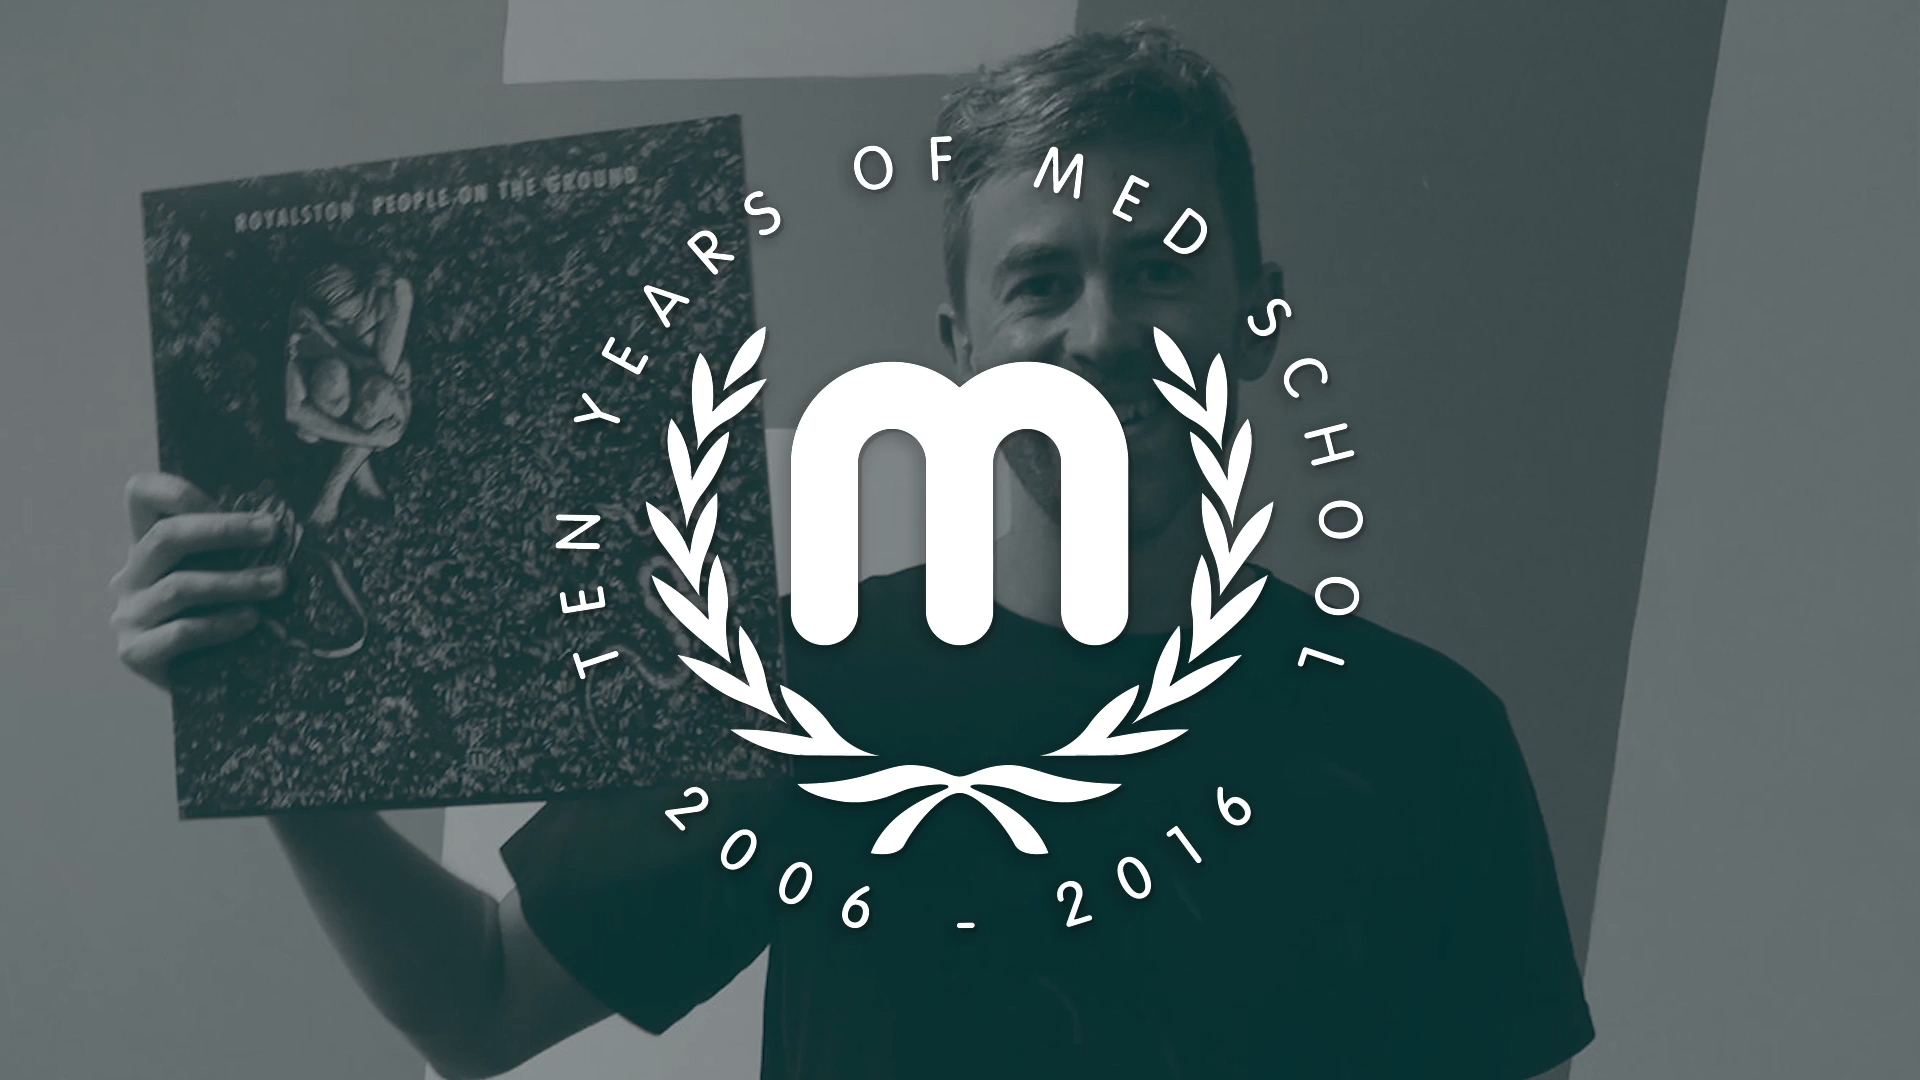 TEN YEARS OF MED SCHOOL
ROYALSTON PEOPLE ON THE GROUND
m
2006 - 2016